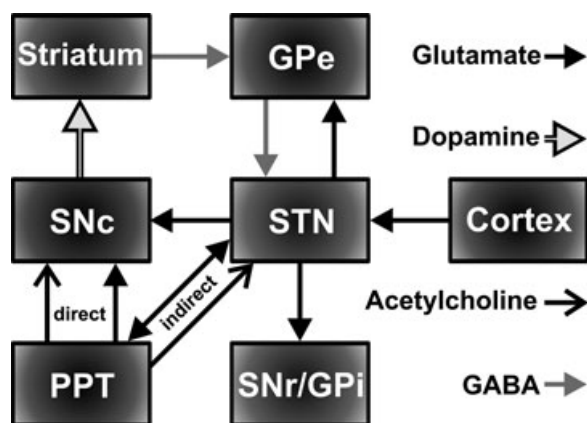 Striatum
GPe
Glutamate
Dopamine
SNc
STN
Cortex
direct
indirect
Acetylcholine
PPT
SNr/GPi
GABA